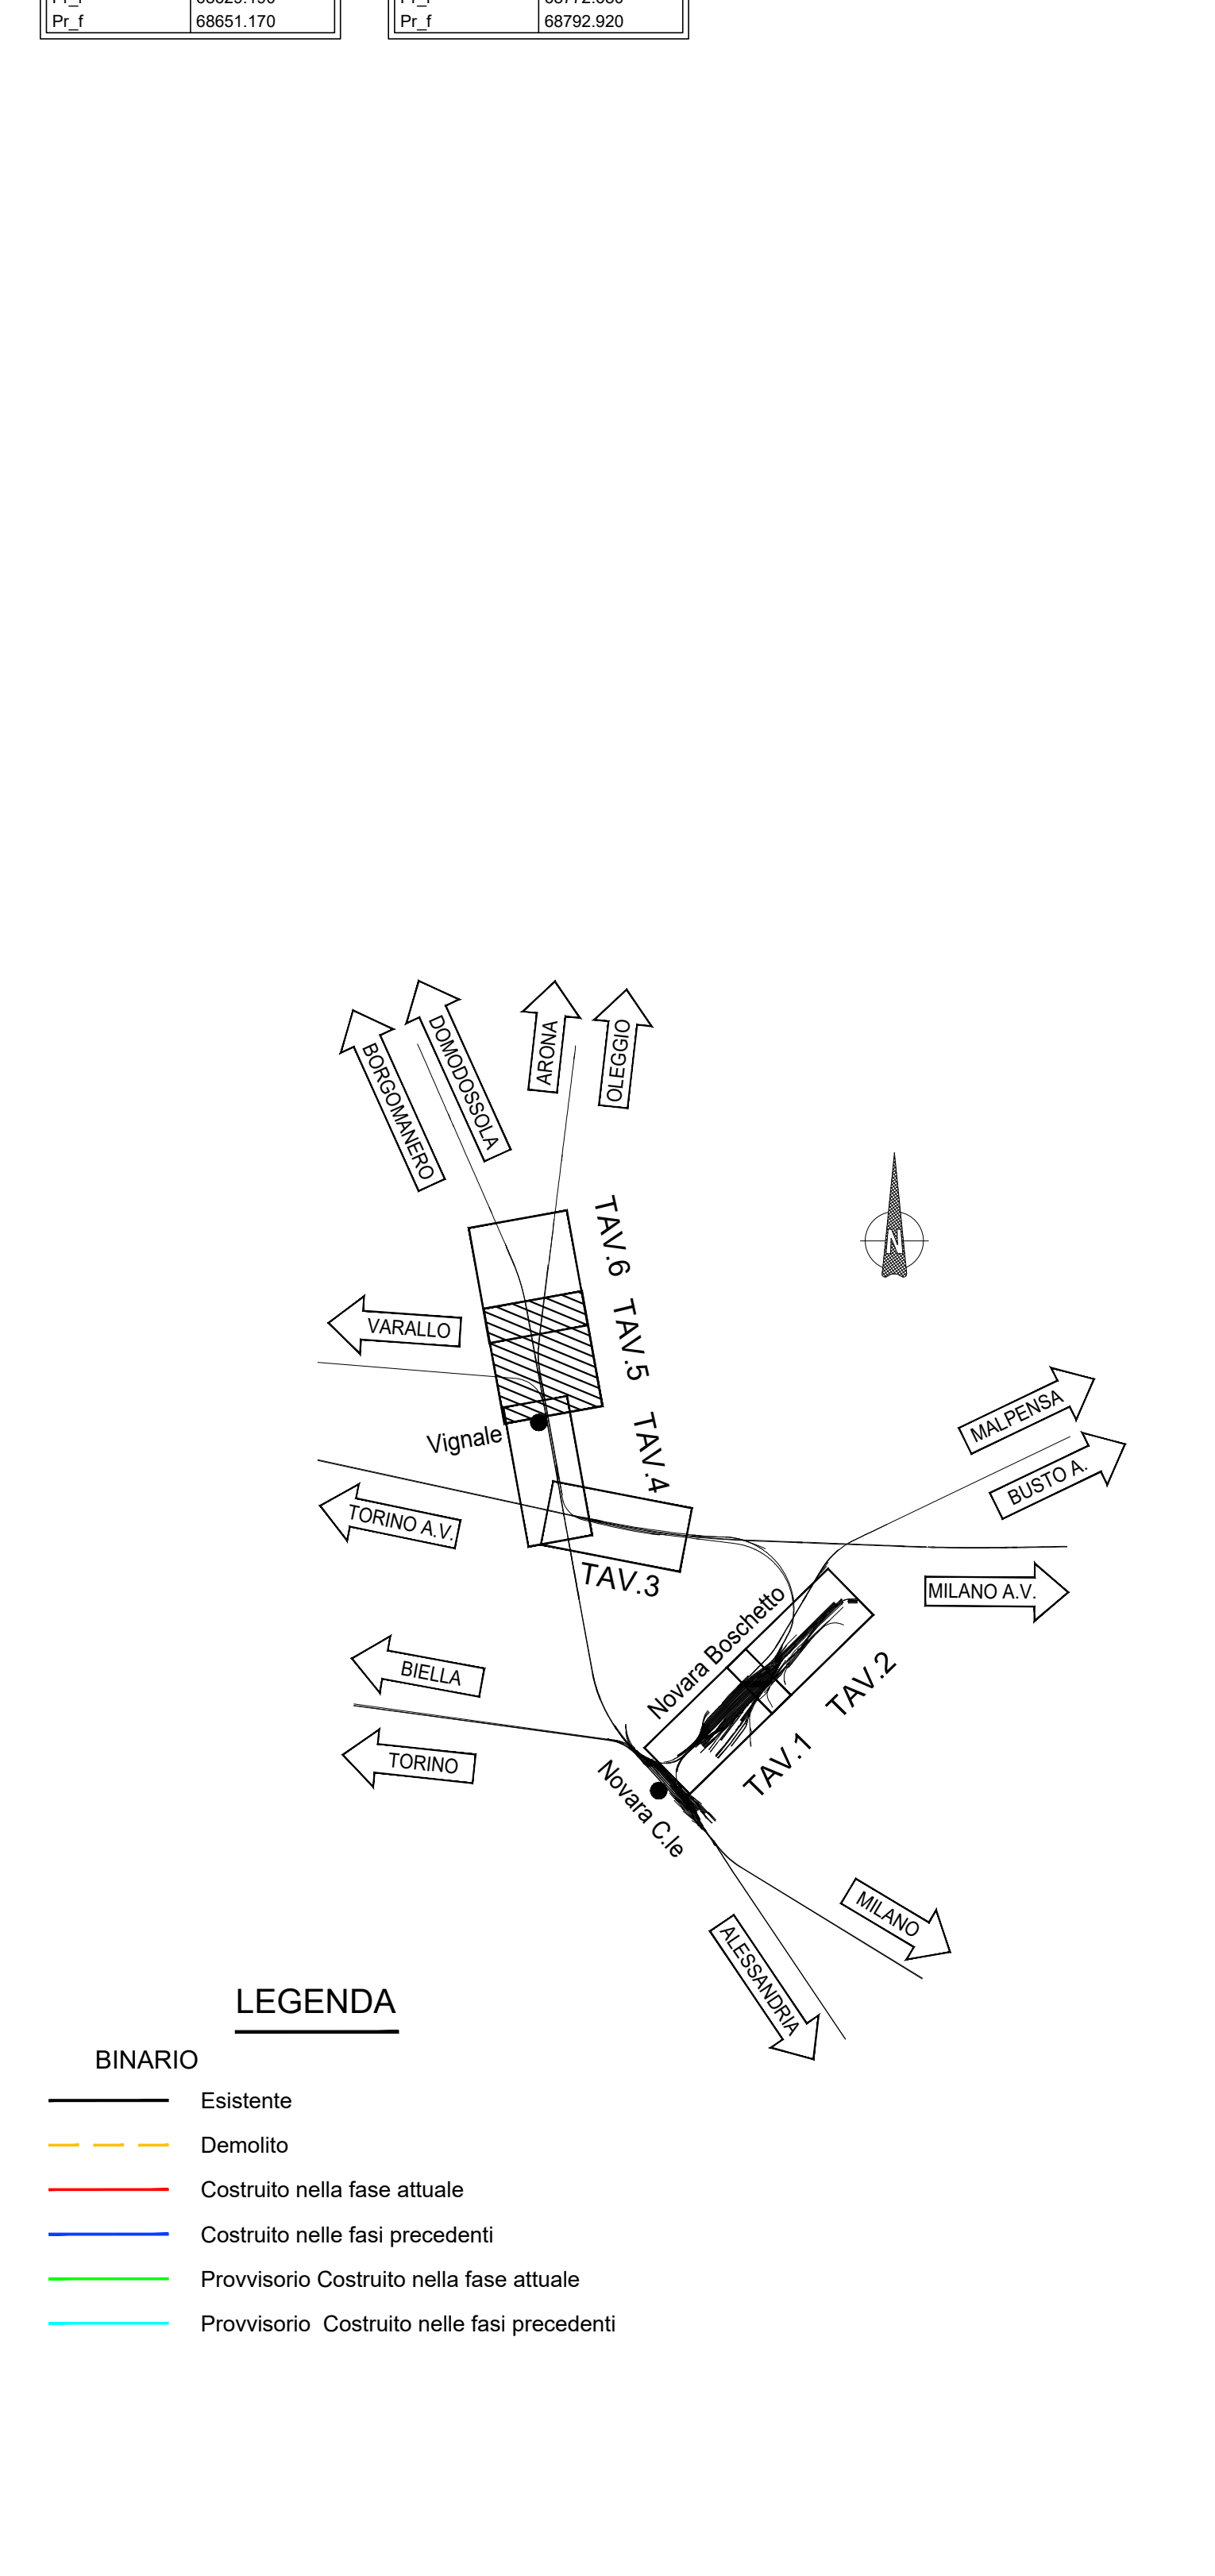 Pr_f 68651.170
Pr_f 68792.920
BORGOMANERO
DOMODOSSOLA
ARONA
OLEGGIO
TAV.6
TAV.5
TAV.4
N
VARALLO
Vignale
MALPENSA
BUSTO A.
TORINO A.V.
TAV.3
MILANO A.V.
Novara Boschetto
BIELLA
TAV.2
TAV.1
TORINO
Novara C.le
MILANO
ALESSANDRIA
LEGENDA
BINARIO
Esistente
Demolito
Costruito nella fase attuale
Costruito nelle fasi precedenti
Provvisorio Costruito nella fase attuale
Provvisorio Costruito nelle fasi precedenti